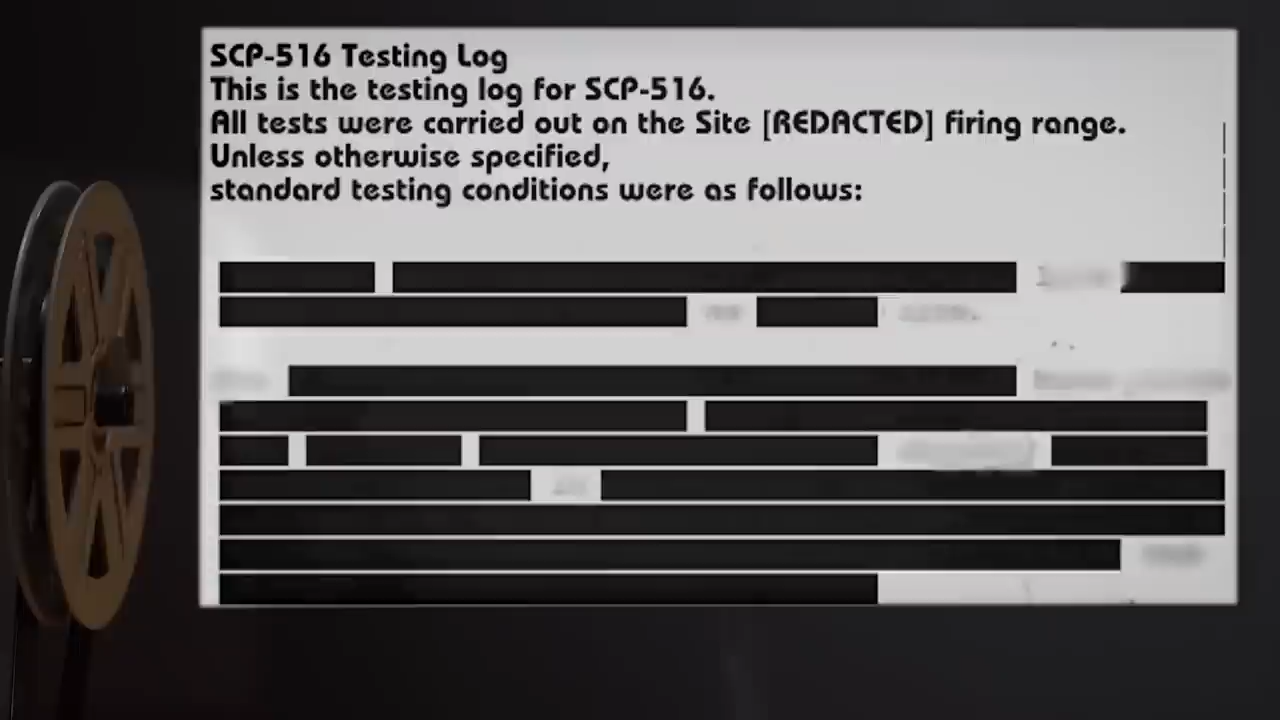 SCP-516 Testing Log
This is the testing log for SCP-516.
All tests were carried out on the Site [REDACTED] firing range.
Unless otherwise specified,
standard testing conditions were as follows: